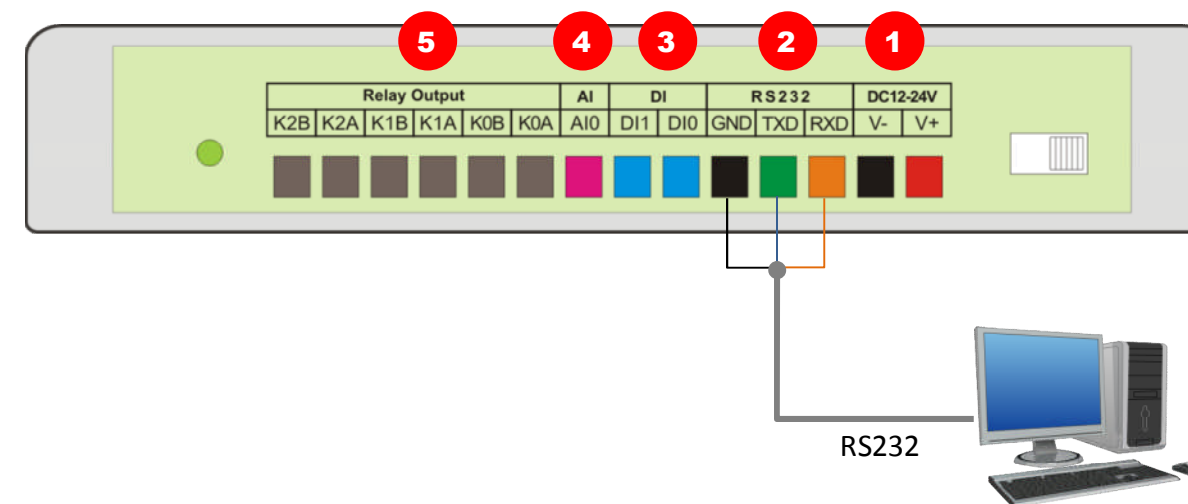 5 4 3 2 1
Relay Output AI DI RS232 DC12-24V
K2B K2A K1B K1A K0B K0A AI0 DI1 DI0 GND TXD RXD V- V+
RS232